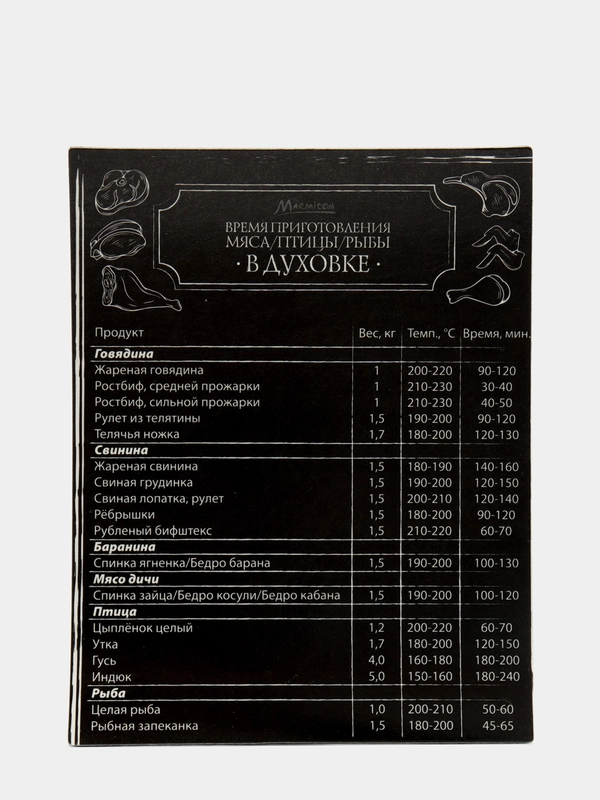 Масmiсон
ВРЕМЯ ПРИГОТОВЛЕНИЯ
МЯСА/ПТИЦЫ/РЫБЫ
· В ДУХОВКЕ ·
Продукт Вес, кг Темп., °С Время, мин.
Говядина
Жареная говядина 1 200-220 90-120
Ростбиф, средней прожарки 1 210-230 30-40
Ростбиф, сильной прожарки 1 210-230 40-50
Рулет из телятины 1,5 190-200 90-120
Телячья ножка 1,7 180-200 120-130
Свинина
Жареная свинина 1,5 180-190 140-160
Свиная грудинка 1,5 190-200 120-150
Свиная лопатка, рулет 1,5 200-210 120-140
Рёбрышки 1,5 180-200 90-120
Рубленый бифштекс 1,5 210-220 60-70
Баранина
Спинка ягненка/Бедро барана 1,5 190-200 100-130
Мясо дичи
Спинка зайца/Бедро косули/Бедро кабана 1,5 190-200 100-120
Птица
Цыплёнок целый 1,2 200-220 60-70
Утка 1,7 180-200 120-150
Гусь 4,0 160-180 180-200
Индюк 5,0 150-160 180-240
Рыба
Целая рыба 1,0 200-210 50-60
Рыбная запеканка 1,5 180-200 45-65